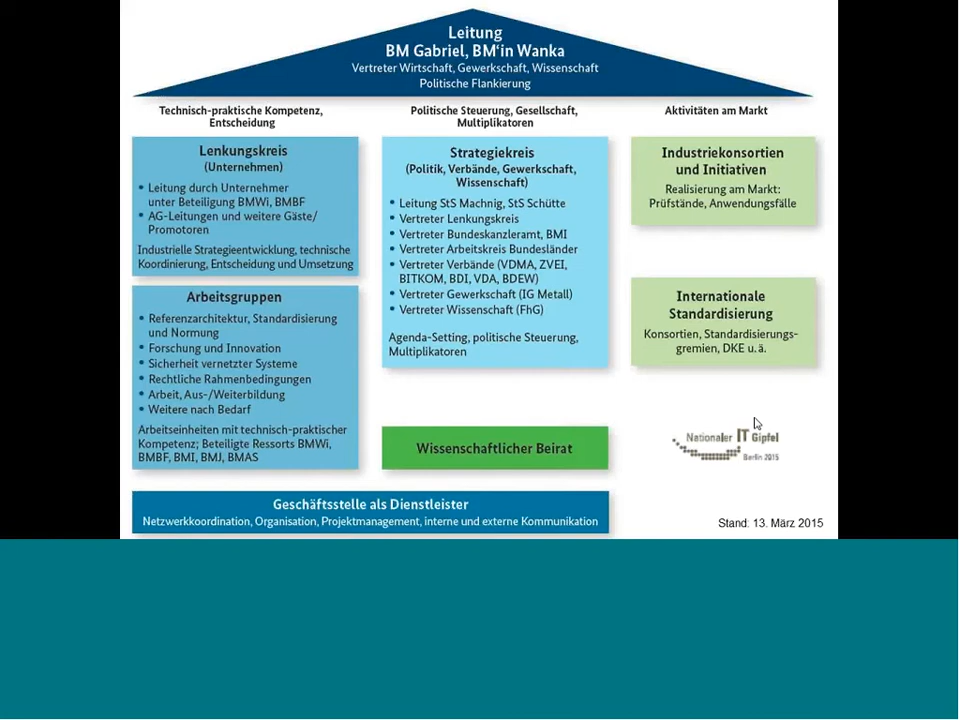 Leitung
BM Gabriel, BM‘in Wanka
Vertreter Wirtschaft, Gewerkschaft, Wissenschaft
Politische Flankierung
Technisch-praktische Kompetenz,
Entscheidung
Politische Steuerung, Gesellschaft,
Multiplikatoren
Aktivitäten am Markt
Lenkungskreis
(Unternehmen)
• Leitung durch Unternehmer
unter Beteiligung BMWi, BMBF
• AG-Leitungen und weitere Gäste/
Promotoren
Industrielle Strategieentwicklung, technische
Koordinierung, Entscheidung und Umsetzung
Arbeitsgruppen
• Referenzarchitektur, Standardisierung
und Normung
• Forschung und Innovation
• Sicherheit vernetzter Systeme
• Rechtliche Rahmenbedingungen
• Arbeit, Aus-/Weiterbildung
• Weitere nach Bedarf
Arbeitseinheiten mit technisch-praktischer
Kompetenz; Beteiligte Ressorts BMWi,
BMBF, BMI, BMJ, BMAS
Strategiekreis
(Politik, Verbände, Gewerkschaft,
Wissenschaft)
• Leitung StS Machnig, StS Schütte
• Vertreter Lenkungskreis
• Vertreter Bundeskanzleramt, BMI
• Vertreter Arbeitskreis Bundesländer
• Vertreter Verbände (VDMA, ZVEI,
BITKOM, BDI, VDA, BDEW)
• Vertreter Gewerkschaft (IG Metall)
• Vertreter Wissenschaft (FhG)
Agenda-Setting, politische Steuerung,
Multiplikatoren
Wissenschaftlicher Beirat
Industriekonsortien
und Initiativen
Realisierung am Markt:
Prüfstände, Anwendungsfälle
Internationale
Standardisierung
Konsortien, Standardisierungs-
gremien, DKE u.ä.
Nationaler IT Gipfel
Berlin 2015
Geschäftsstelle als Dienstleister
Netzwerkkoordination, Organisation, Projektmanagement, interne und externe Kommunikation
Stand: 13. März 2015